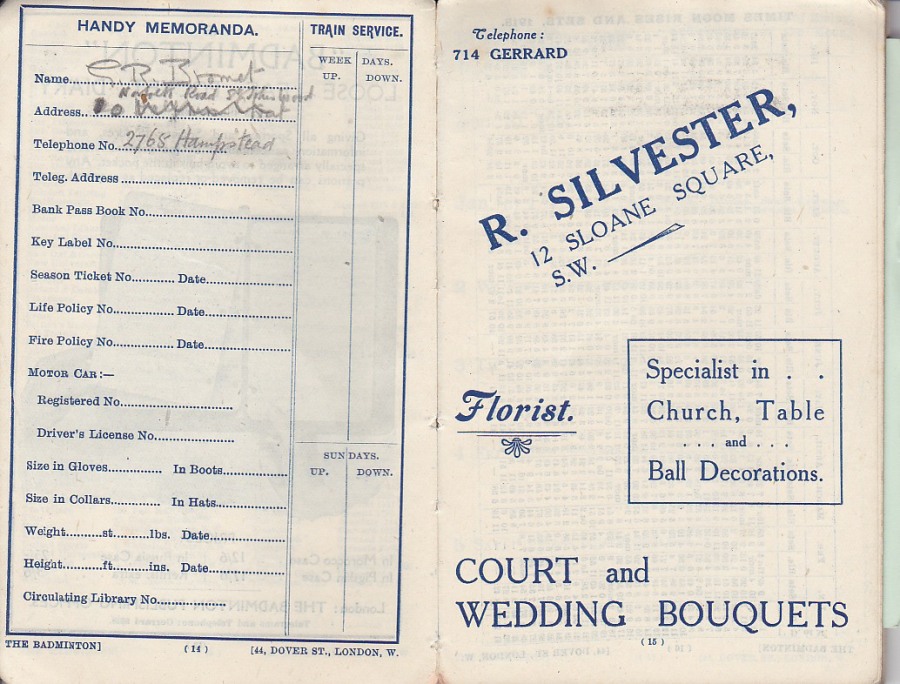 HANDY MEMORANDA.
Name
Address
Telephone No. 2765 Hampstead
Teleg. Address
Bank Pass Book No.
Key Label No.
Season Ticket No. Date
Life Policy No. Date
Fire Policy No. Date
MOTOR CAR :—
Registered No.
Driver's License No.
Size in Gloves In Boots
Size in Collars In Hats
Weight st. lbs. Date
Height ft. ins. Date
Circulating Library No.
TRAIN SERVICE.
WEEK DAYS.
UP. DOWN.
SUNDAYS.
UP. DOWN.
THE BADMINTON] (14) [44, DOVER ST., LONDON, W.
Telephone :
714 GERRARD
R. SILVESTER,
12 SLOANE SQUARE,
S.W.
Florist.
Specialist in . .
Church, Table
. . . . and . . . .
Ball Decorations.
COURT and
WEDDING BOUQUETS
(15)